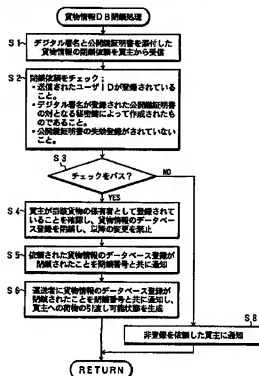 貨物情報DB閉鎖処理
S1
デジタル署名と公開鍵証明書を添付した
貨物情報の閉鎖依頼を買主から受信
S2
閉鎖依頼をチェック;
・送信されたユーザIDが登録されている
こと。
・デジタル署名が登録された公開鍵証明書
の対となる秘密鍵によって作成されたも
のであること。
・公開鍵証明書の失効登録がされていない
こと。
S3
チェックをパス?
NO
YES
S4
買主が当該貨物の保有者として登録されて
いることを確認し、貨物情報のデータベース
登録を閉鎖し、以降の変更を禁止
S5
依頼された貨物情報のデータベース登録が
閉鎖されたことを閉鎖番号と共に通知
S6
運送者に貨物情報のデータベース登録が
閉鎖されたことを閉鎖番号と共に通知し、
買主への荷物の引渡し可能状態を生成
S8
非登録を依頼した買主に通知
RETURN